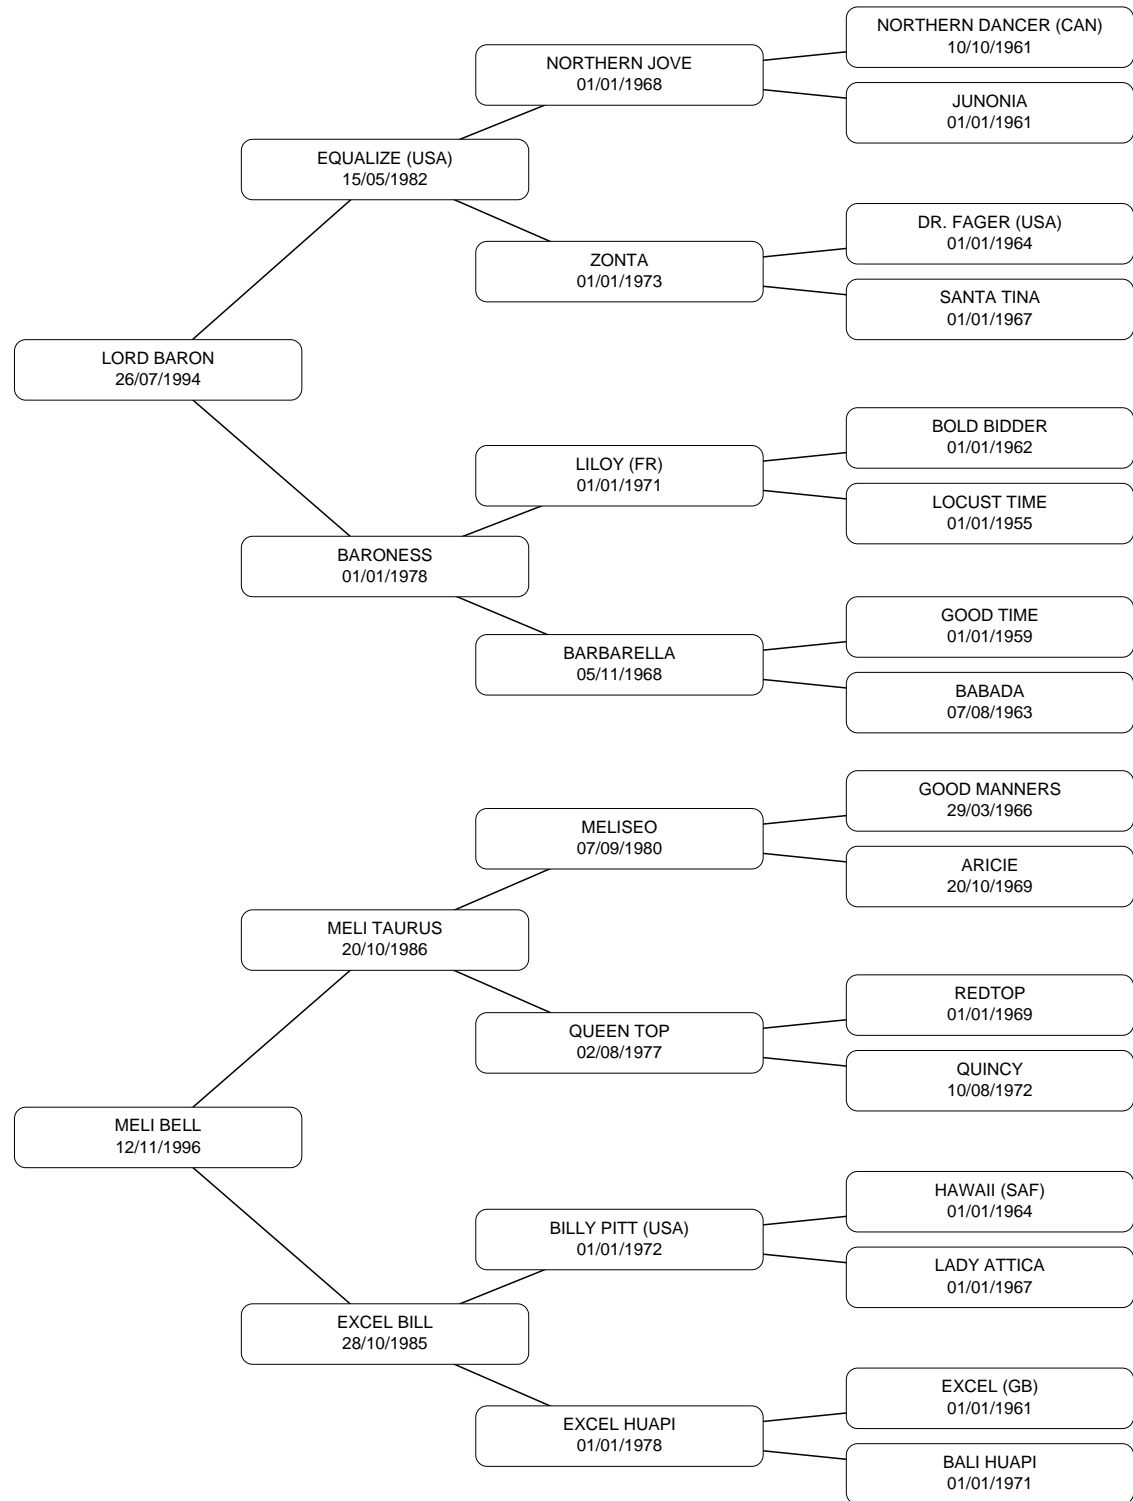 NORTHERN DANCER (CAN)
10/10/1961
NORTHERN JOVE
01/01/1968
JUNONIA
01/01/1961
EQUALIZE (USA)
15/05/1982
DR. FAGER (USA)
01/01/1964
ZONTA
01/01/1973
SANTA TINA
01/01/1967
LORD BARON
26/07/1994
BOLD BIDDER
01/01/1962
LILOY (FR)
01/01/1971
LOCUST TIME
01/01/1955
BARONESS
01/01/1978
GOOD TIME
01/01/1959
BARBARELLA
05/11/1968
BABADA
07/08/1963
GOOD MANNERS
29/03/1966
MELISEO
07/09/1980
ARICIE
20/10/1969
MELI TAURUS
20/10/1986
REDTOP
01/01/1969
QUEEN TOP
02/08/1977
QUINCY
10/08/1972
MELI BELL
12/11/1996
HAWAII (SAF)
01/01/1964
BILLY PITT (USA)
01/01/1972
LADY ATTICA
01/01/1967
EXCEL BILL
28/10/1985
EXCEL (GB)
01/01/1961
EXCEL HUAPI
01/01/1978
BALI HUAPI
01/01/1971